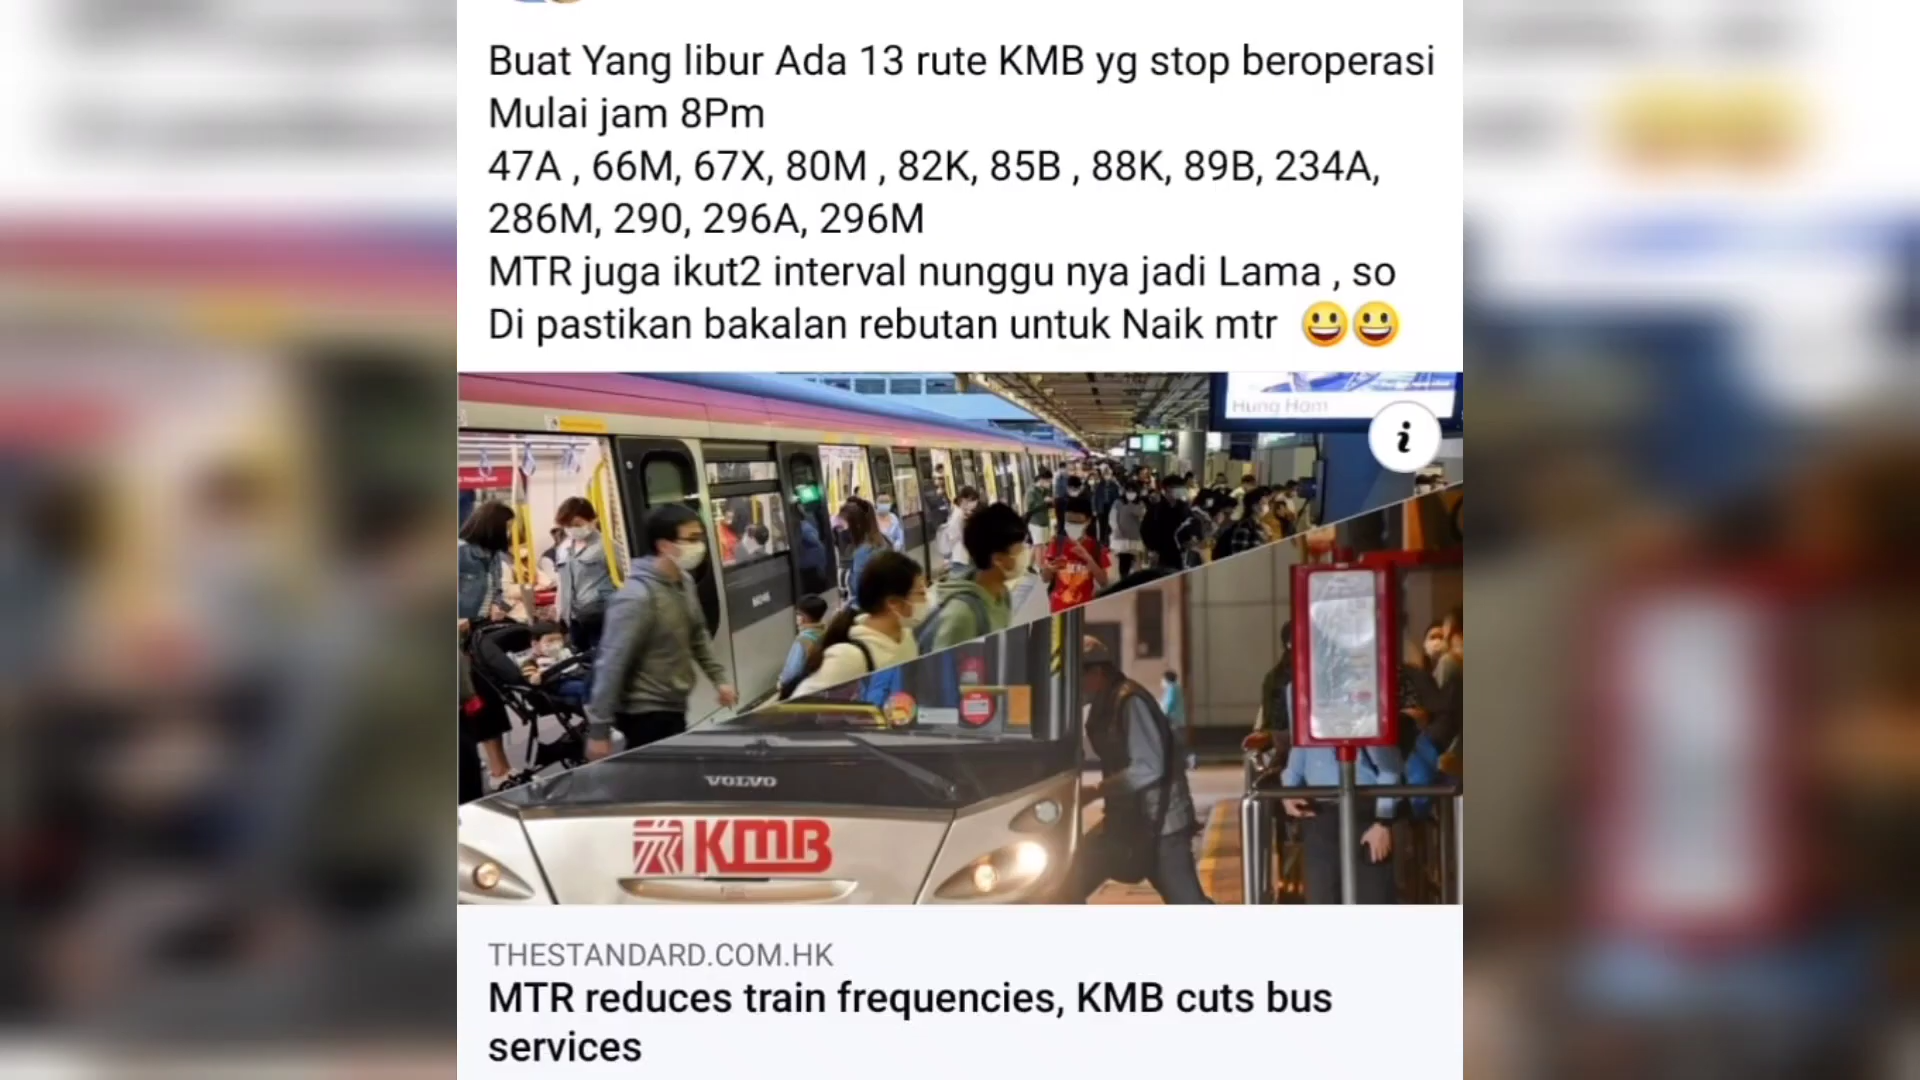 Buat Yang libur Ada 13 rute KMB yg stop beroperasi
Mulai jam 8Pm
47A , 66M, 67X, 80M , 82K, 85B , 88K, 89B, 234A,
286M, 290, 296A, 296M
MTR juga ikut2 interval nunggu nya jadi Lama , so
Di pastikan bakalan rebutan untuk Naik mtr 😃😃
Hung Hom
i
VOLVO
KMB
THESTANDARD.COM.HK
MTR reduces train frequencies, KMB cuts bus
services